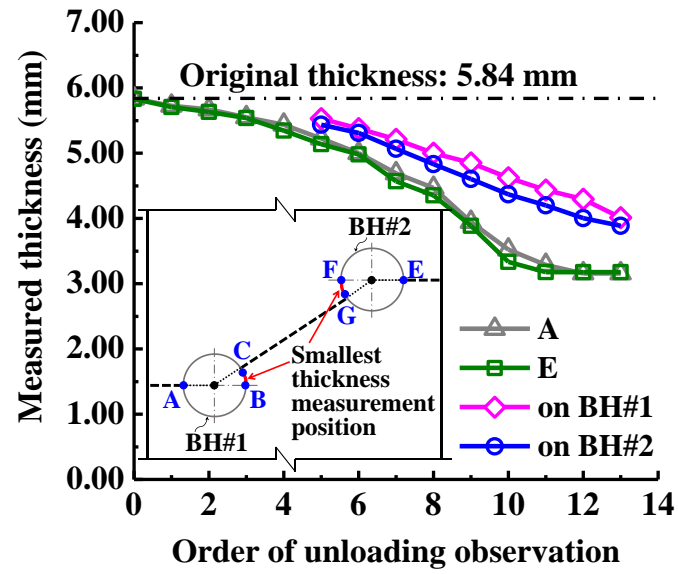 7.00
6.00
5.00
4.00
3.00
2.00
1.00
0.00
Measured thickness (mm)
Original thickness: 5.84 mm
BH#2
F
E
G
C
Smallest
thickness
measurement
position
A
B
BH#1
A
E
on BH#1
on BH#2
0
2
4
6
8
10
12
14
Order of unloading observation